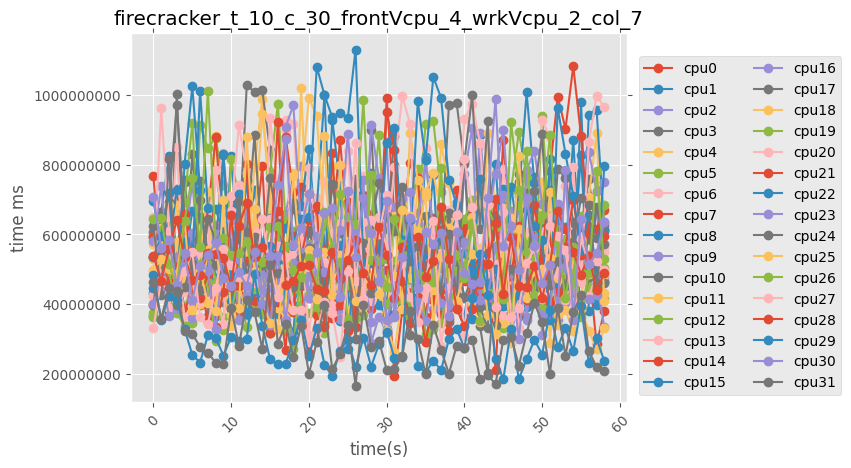 firecracker_t_10_c_30_frontVcpu_4_wrkVcpu_2_col_7
time ms
1000000000
800000000
600000000
400000000
200000000
0
10
20
30
40
50
60
time(s)
cpu0
cpu1
cpu2
cpu3
cpu4
cpu5
cpu6
cpu7
cpu8
cpu9
cpu10
cpu11
cpu12
cpu13
cpu14
cpu15
cpu16
cpu17
cpu18
cpu19
cpu20
cpu21
cpu22
cpu23
cpu24
cpu25
cpu26
cpu27
cpu28
cpu29
cpu30
cpu31